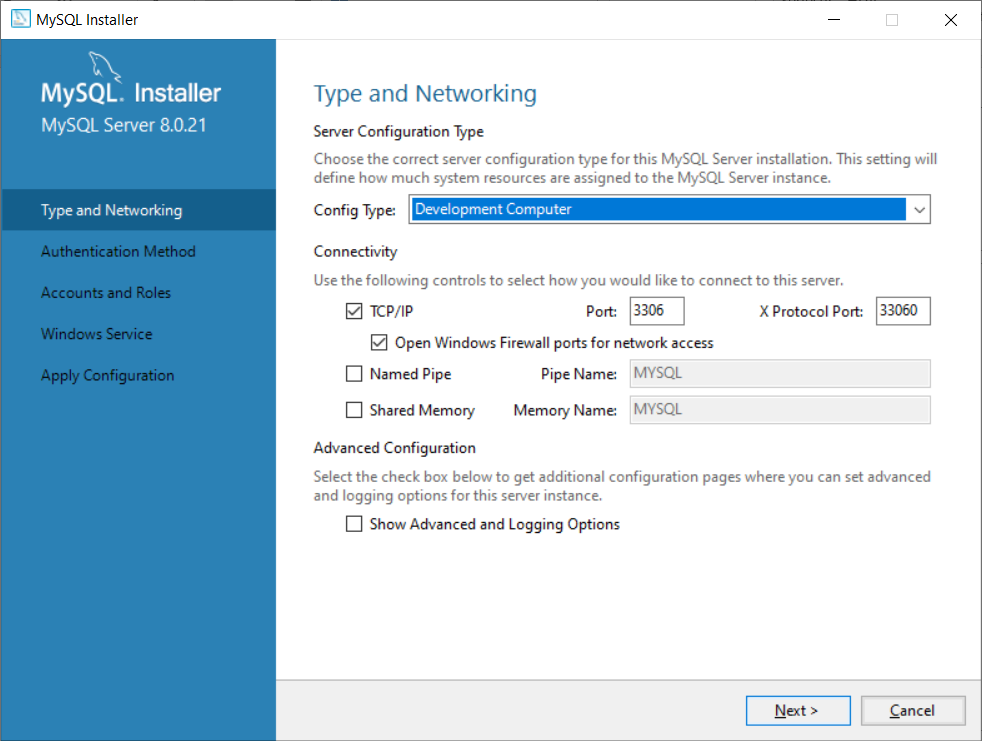 MySQL Installer
MySQL. Installer
MySQL Server 8.0.21
Type and Networking
Authentication Method
Accounts and Roles
Windows Service
Apply Configuration
Type and Networking
Server Configuration Type
Choose the correct server configuration type for this MySQL Server installation. This setting will
define how much system resources are assigned to the MySQL Server instance.
Config Type: Development Computer
Connectivity
Use the following controls to select how you would like to connect to this server.
TCP/IP Port: 3306 X Protocol Port: 33060
Open Windows Firewall ports for network access
Named Pipe Pipe Name: MYSQL
Shared Memory Memory Name: MYSQL
Advanced Configuration
Select the check box below to get additional configuration pages where you can set advanced
and logging options for this server instance.
Show Advanced and Logging Options
Next > Cancel